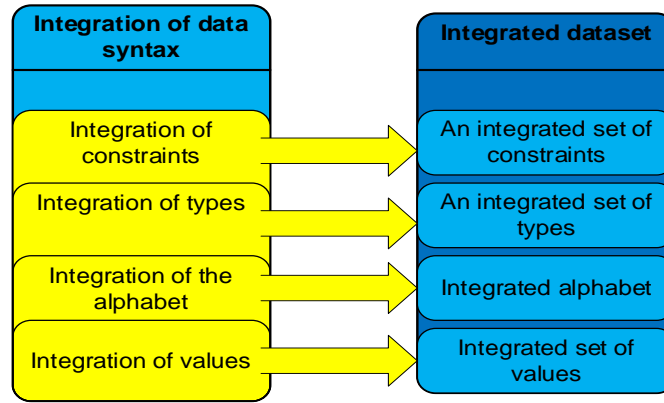 Integration of data
syntax
Integrated dataset
Integration of
constraints
An integrated set of
constraints
Integration of types
An integrated set of
types
Integration of the
alphabet
Integrated alphabet
Integration of values
Integrated set of
values